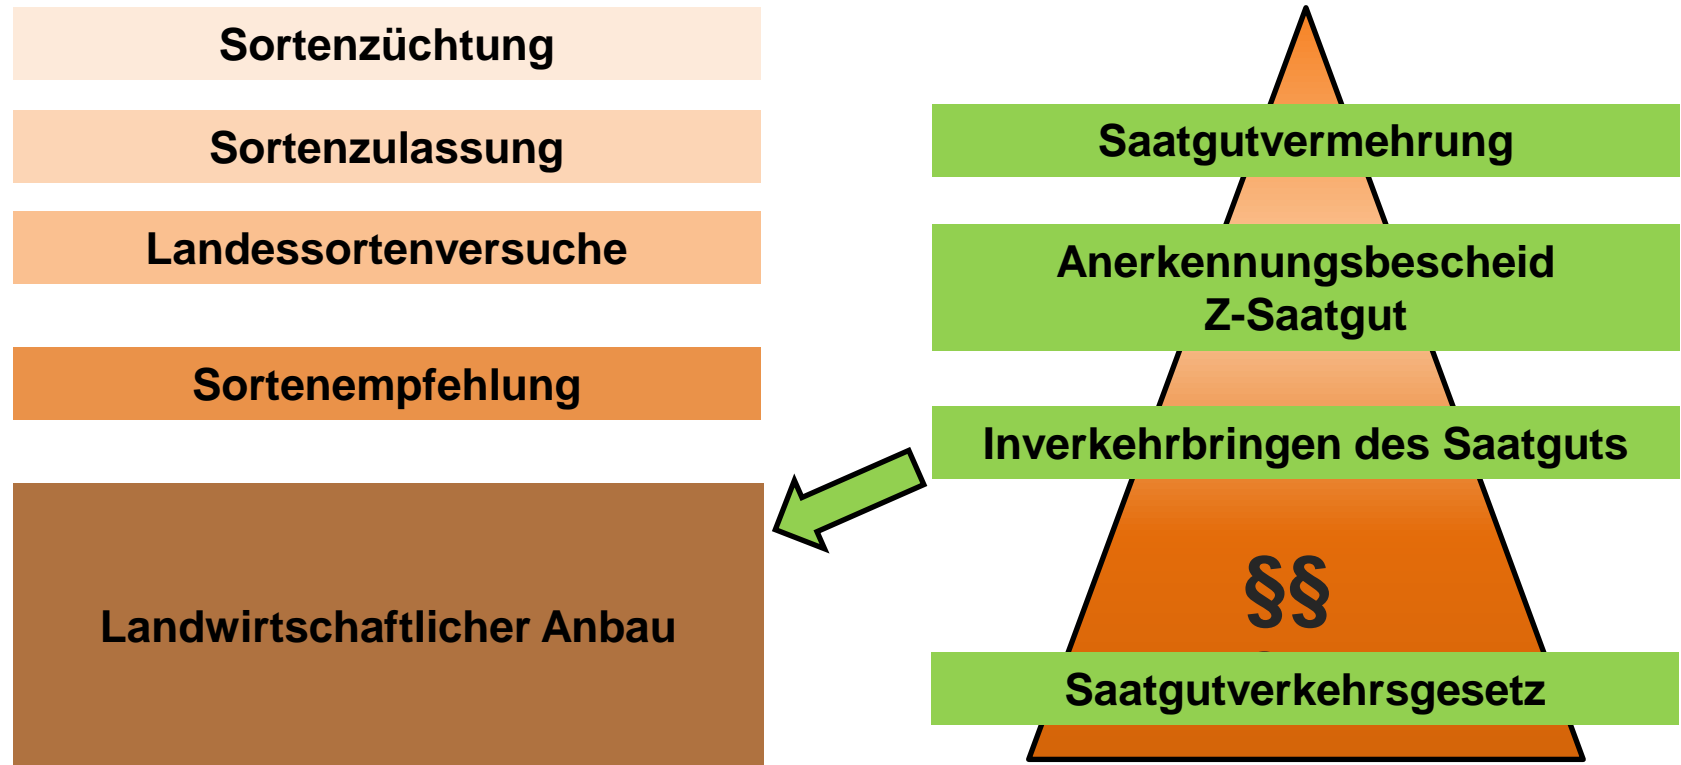 Sortenzüchtung
Sortenzulassung
Landessortenversuche
Sortenempfehlung
Landwirtschaftlicher Anbau
Saatgutvermehrung
Anerkennungsbescheid
Z-Saatgut
Inverkehrbringen des Saatguts
§§
Saatgutverkehrsgesetz